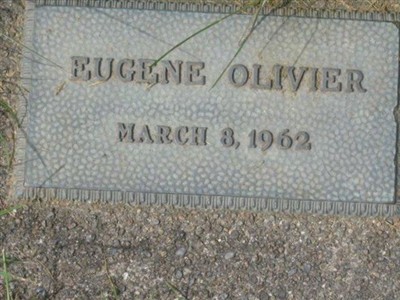 EUGENE OLIVIER
MARCH 8, 1962